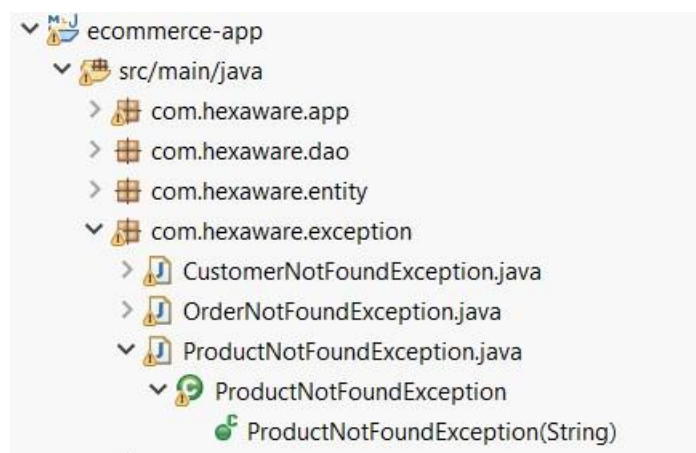 ecommerce-app
src/main/java
com.hexaware.app
com.hexaware.dao
com.hexaware.entity
com.hexaware.exception
CustomerNotFoundException.java
OrderNotFoundException.java
ProductNotFoundException.java
ProductNotFoundException
ProductNotFoundException(String)